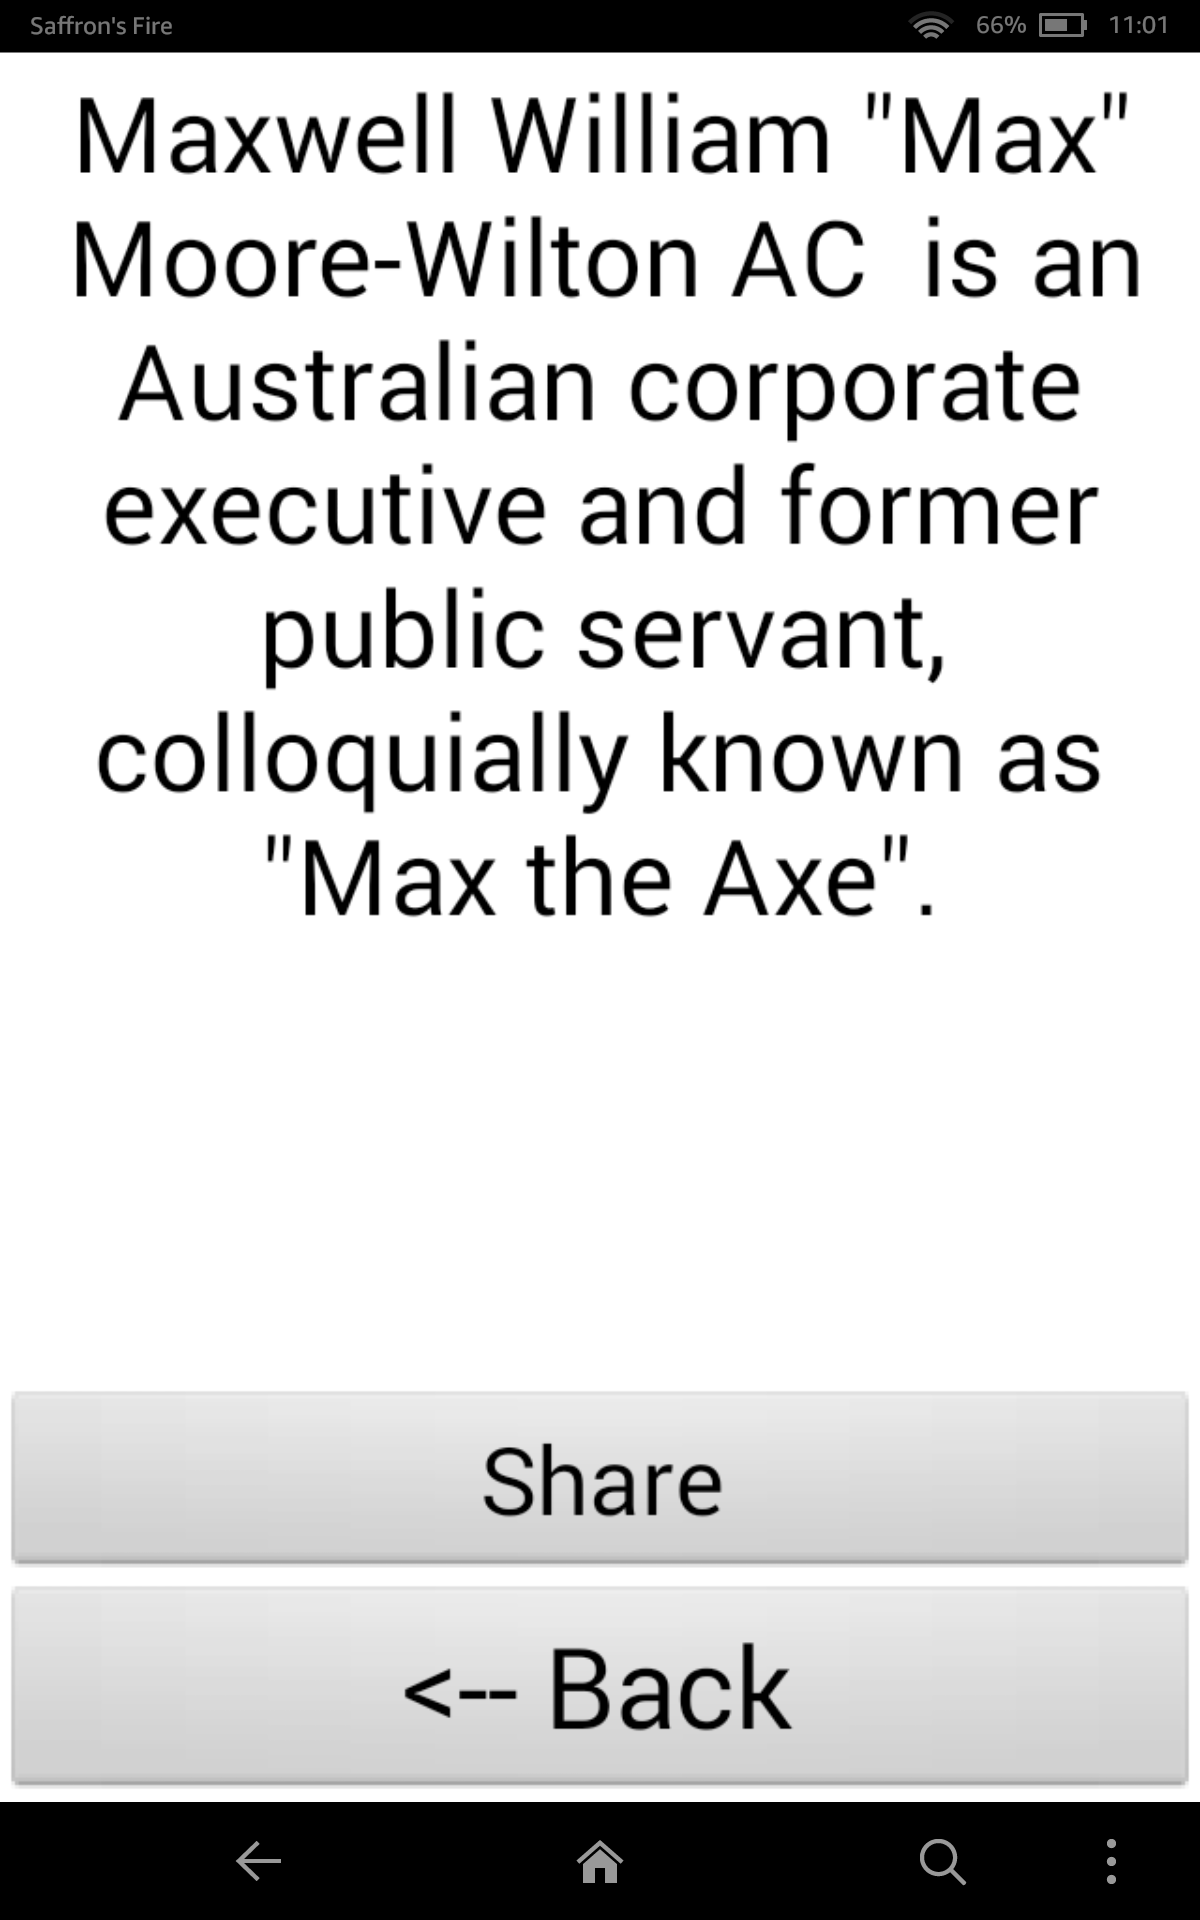 Saffron's Fire 66% 11:01
Maxwell William "Max"
Moore-Wilton AC  is an
Australian corporate
executive and former
public servant,
colloquially known as
"Max the Axe".
Share
<-- Back